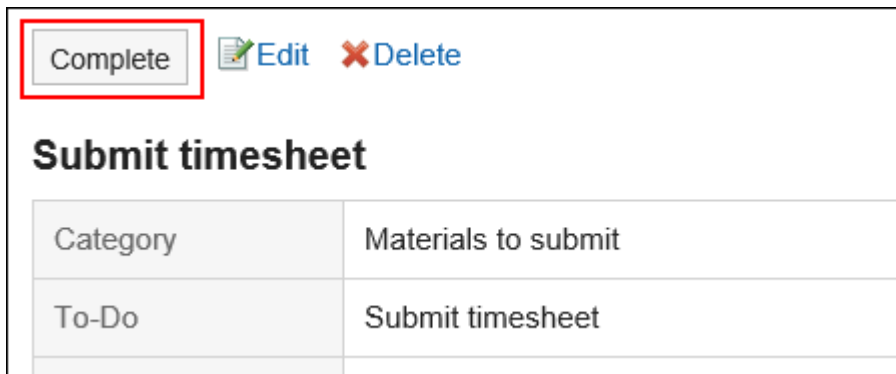 Complete Edit Delete
Submit timesheet
Category Materials to submit
To-Do Submit timesheet